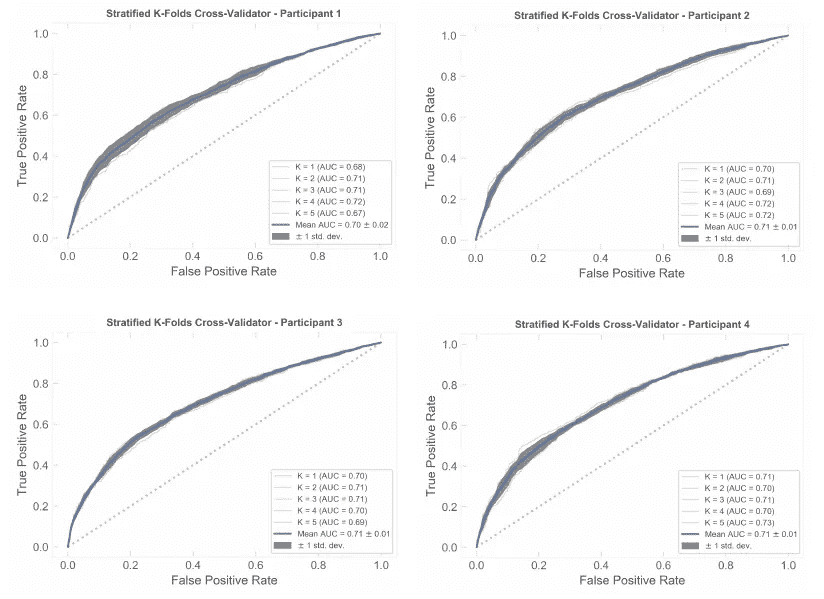 Stratified K-Folds Cross-Validator - Participant 1
True Positive Rate
1.0
0.8
0.6
0.4
0.2
0.0
K = 1 (AUC = 0.68)
K = 2 (AUC = 0.71)
K = 3 (AUC = 0.71)
K = 4 (AUC = 0.72)
K = 5 (AUC = 0.67)
Mean AUC = 0.70 ± 0.02
± 1 std. dev.
0.0 0.2 0.4 0.6 0.8 1.0
False Positive Rate
Stratified K-Folds Cross-Validator - Participant 2
True Positive Rate
1.0
0.8
0.6
0.4
0.2
0.0
K = 1 (AUC = 0.70)
K = 2 (AUC = 0.71)
K = 3 (AUC = 0.69)
K = 4 (AUC = 0.72)
K = 5 (AUC = 0.72)
Mean AUC = 0.71 ± 0.01
± 1 std. dev.
0.0 0.2 0.4 0.6 0.8 1.0
False Positive Rate
Stratified K-Folds Cross-Validator - Participant 3
True Positive Rate
1.0
0.8
0.6
0.4
0.2
0.0
K = 1 (AUC = 0.70)
K = 2 (AUC = 0.71)
K = 3 (AUC = 0.71)
K = 4 (AUC = 0.70)
K = 5 (AUC = 0.69)
Mean AUC = 0.71 ± 0.01
± 1 std. dev.
0.0 0.2 0.4 0.6 0.8 1.0
False Positive Rate
Stratified K-Folds Cross-Validator - Participant 4
True Positive Rate
1.0
0.8
0.6
0.4
0.2
0.0
K = 1 (AUC = 0.71)
K = 2 (AUC = 0.70)
K = 3 (AUC = 0.71)
K = 4 (AUC = 0.70)
K = 5 (AUC = 0.73)
Mean AUC = 0.71 ± 0.01
± 1 std. dev.
0.0 0.2 0.4 0.6 0.8 1.0
False Positive Rate